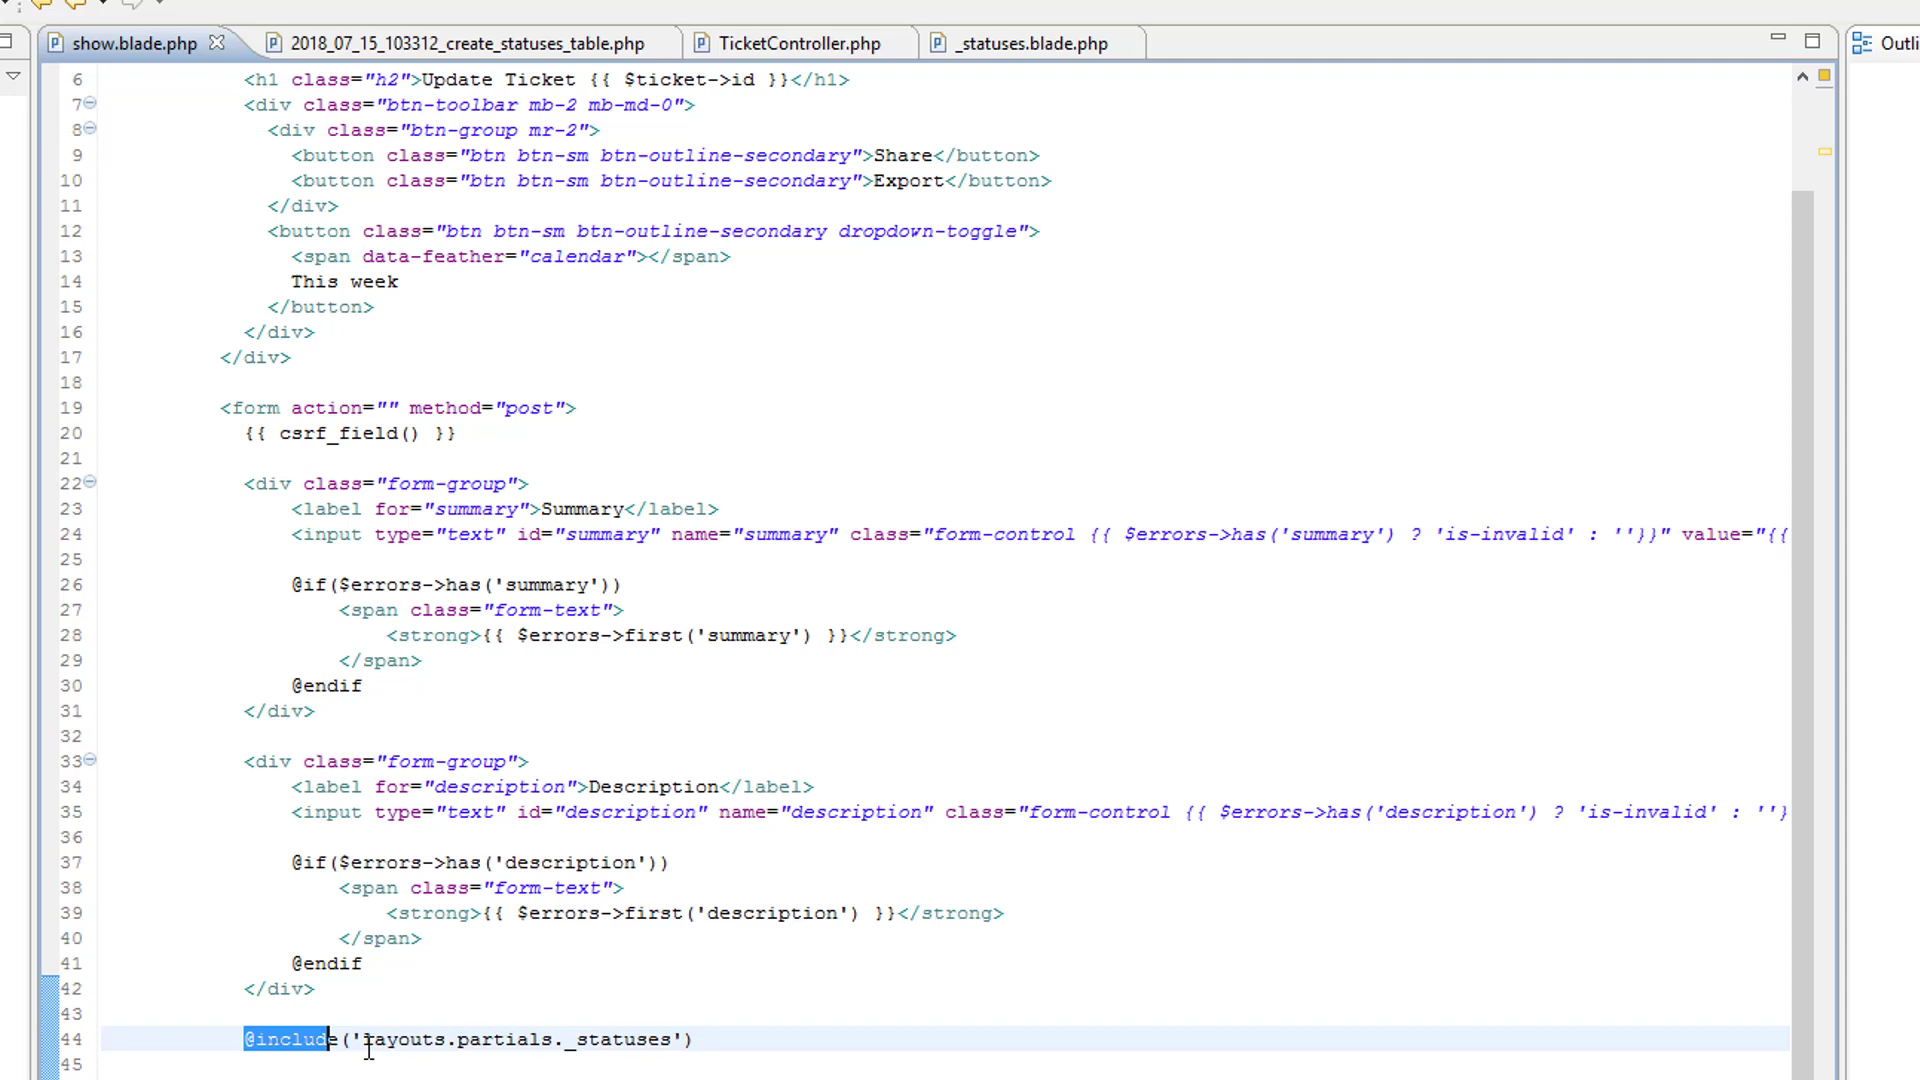 show.blade.php 2018_07_15_103312_create_statuses_table.php TicketController.php _statuses.blade.php Outli
6 <h1 class="h2">Update Ticket {{ $ticket->id }}</h1>
7 <div class="btn-toolbar mb-2 mb-md-0">
8 <div class="btn-group mr-2">
9 <button class="btn btn-sm btn-outline-secondary">Share</button>
10 <button class="btn btn-sm btn-outline-secondary">Export</button>
11 </div>
12 <button class="btn btn-sm btn-outline-secondary dropdown-toggle">
13 <span data-feather="calendar"></span>
14 This week
15 </button>
16 </div>
17 </div>
18
19 <form action="" method="post">
20 {{ csrf_field() }}
21
22 <div class="form-group">
23 <label for="summary">Summary</label>
24 <input type="text" id="summary" name="summary" class="form-control {{ $errors->has('summary') ? 'is-invalid' : ''}}" value="{{
25
26 @if($errors->has('summary'))
27 <span class="form-text">
28 <strong>{{ $errors->first('summary') }}</strong>
29 </span>
30 @endif
31 </div>
32
33 <div class="form-group">
34 <label for="description">Description</label>
35 <input type="text" id="description" name="description" class="form-control {{ $errors->has('description') ? 'is-invalid' : ''}
36
37 @if($errors->has('description'))
38 <span class="form-text">
39 <strong>{{ $errors->first('description') }}</strong>
40 </span>
41 @endif
42 </div>
43
44 @include('layouts.partials._statuses')
45